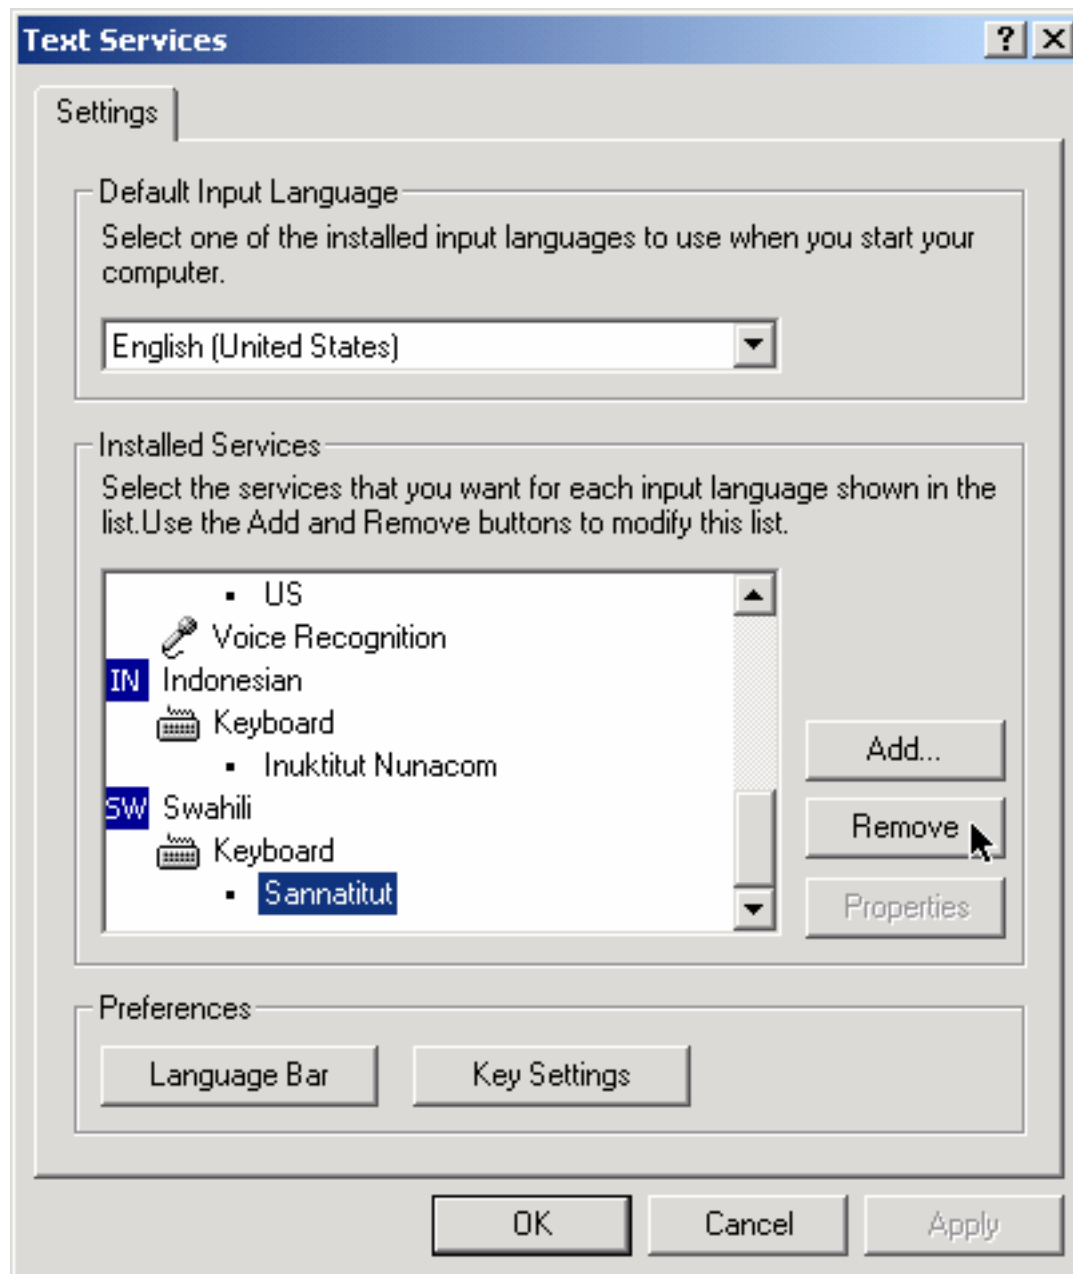 Text Services
Settings
Default Input Language
Select one of the installed input languages to use when you start your
computer.
English (United States)
Installed Services
Select the services that you want for each input language shown in the
list.Use the Add and Remove buttons to modify this list.
US
Voice Recognition
IN Indonesian
Keyboard
Inuktitut Nunacom
SW Swahili
Keyboard
Sannatitut
Add...
Remove
Properties
Preferences
Language Bar Key Settings
OK Cancel Apply